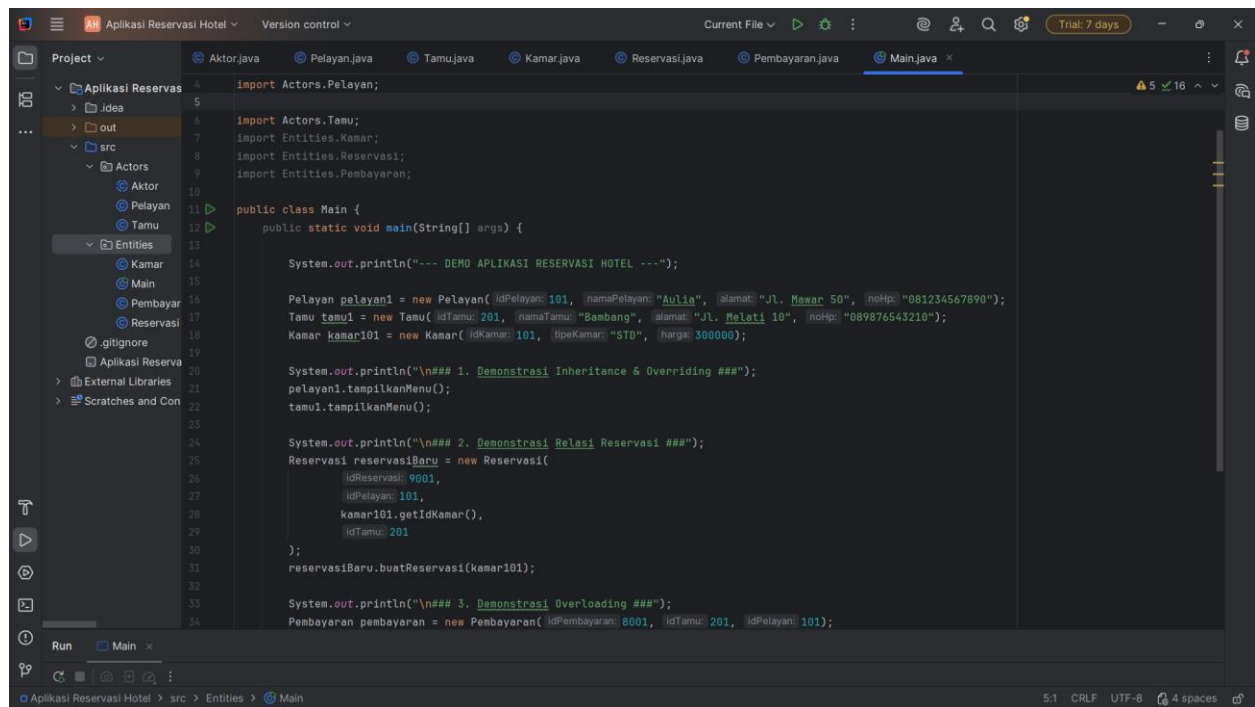 AH Aplikasi Reservasi Hotel Version control Current File Trial: 7 days
Project Aktor.java Pelayan.java Tamu.java Kamar.java Reservasi.java Pembayaran.java Main.java
5 16
Aplikasi Reservas
.idea
out
src
Actors
Aktor
Pelayan
Tamu
Entities
Kamar
Main
Pembayar
Reservasi
.gitignore
Aplikasi Reserva
External Libraries
Scratches and Con
4 import Actors.Pelayan;
5
6 import Actors.Tamu;
7 import Entities.Kamar;
8 import Entities.Reservasi;
9 import Entities.Pembayaran;
10
11 public class Main {
12 public static void main(String[] args) {
13
14 System.out.println("--- DEMO APLIKASI RESERVASI HOTEL ---");
15
16 Pelayan pelayan1 = new Pelayan( idPelayan: 101, namaPelayan: "Aulia", alamat: "Jl. Mawar 50", noHp: "081234567890");
17 Tamu tamu1 = new Tamu( idTamu: 201, namaTamu: "Bambang", alamat: "Jl. Melati 10", noHp: "089876543210");
18 Kamar kamar101 = new Kamar( idKamar: 101, tipeKamar: "STD", harga: 300000);
19
20 System.out.println("\n### 1. Demonstrasi Inheritance & Overriding ###");
21 pelayan1.tampilkanMenu();
22 tamu1.tampilkanMenu();
23
24 System.out.println("\n### 2. Demonstrasi Relasi Reservasi ###");
25 Reservasi reservasiBaru = new Reservasi(
26 idReservasi: 9001,
27 idPelayan: 101,
28 kamar101.getIdKamar(),
29 idTamu: 201
30 );
31 reservasiBaru.buatReservasi(kamar101);
32
33 System.out.println("\n### 3. Demonstrasi Overloading ###");
34 Pembayaran pembayaran = new Pembayaran( idPembayaran: 8001, idTamu: 201, idPelayan: 101);
Run Main
Aplikasi Reservasi Hotel > src > Entities > Main 5:1 CRLF UTF-8 4 spaces